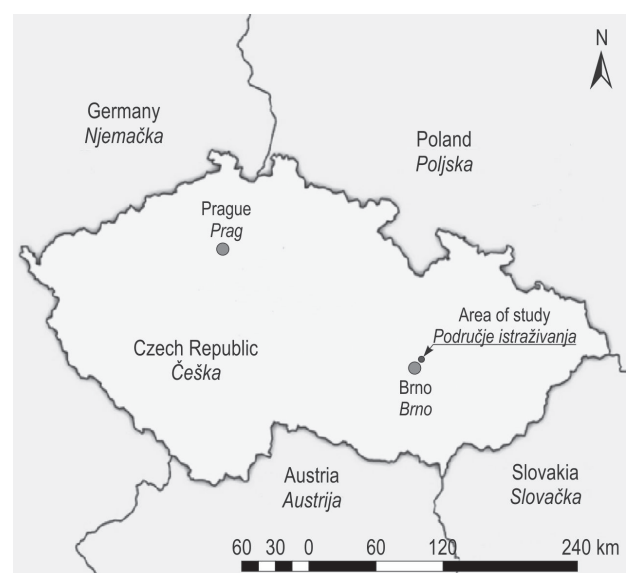 N
Germany
Njemačka
Poland
Poljska
Prague
Prag
Area of study
Područje istraživanja
Czech Republic
Češka
Brno
Brno
Austria
Austrija
Slovakia
Slovačka
60 30 0 60 120 240 km